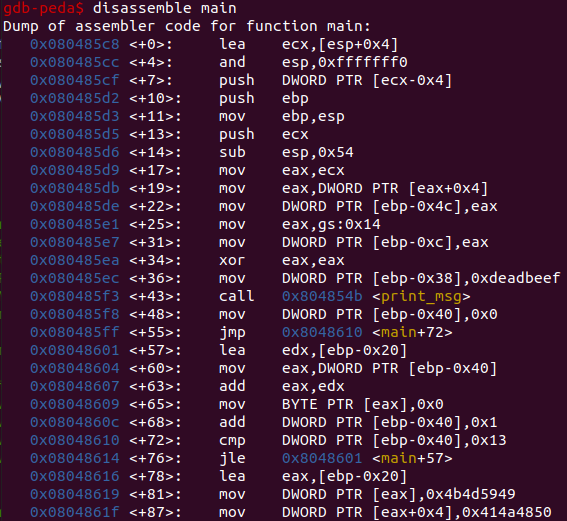 gdb-peda$ disassemble main
Dump of assembler code for function main:
0x080485c8 <+0>: lea ecx,[esp+0x4]
0x080485cc <+4>: and esp,0xfffffff0
0x080485cf <+7>: push DWORD PTR [ecx-0x4]
0x080485d2 <+10>: push ebp
0x080485d3 <+11>: mov ebp,esp
0x080485d5 <+13>: push ecx
0x080485d6 <+14>: sub esp,0x54
0x080485d9 <+17>: mov eax,ecx
0x080485db <+19>: mov eax,DWORD PTR [eax+0x4]
0x080485de <+22>: mov DWORD PTR [ebp-0x4c],eax
0x080485e1 <+25>: mov eax,gs:0x14
0x080485e7 <+31>: mov DWORD PTR [ebp-0xc],eax
0x080485ea <+34>: xor eax,eax
0x080485ec <+36>: mov DWORD PTR [ebp-0x38],0xdeadbeef
0x080485f3 <+43>: call 0x804854b <print_msg>
0x080485f8 <+48>: mov DWORD PTR [ebp-0x40],0x0
0x080485ff <+55>: jmp 0x8048610 <main+72>
0x08048601 <+57>: lea edx,[ebp-0x20]
0x08048604 <+60>: mov eax,DWORD PTR [ebp-0x40]
0x08048607 <+63>: add eax,edx
0x08048609 <+65>: mov BYTE PTR [eax],0x0
0x0804860c <+68>: add DWORD PTR [ebp-0x40],0x1
0x08048610 <+72>: cmp DWORD PTR [ebp-0x40],0x13
0x08048614 <+76>: jle 0x8048601 <main+57>
0x08048616 <+78>: lea eax,[ebp-0x20]
0x08048619 <+81>: mov DWORD PTR [eax],0x4b4d5949
0x0804861f <+87>: mov DWORD PTR [eax+0x4],0x414a4850